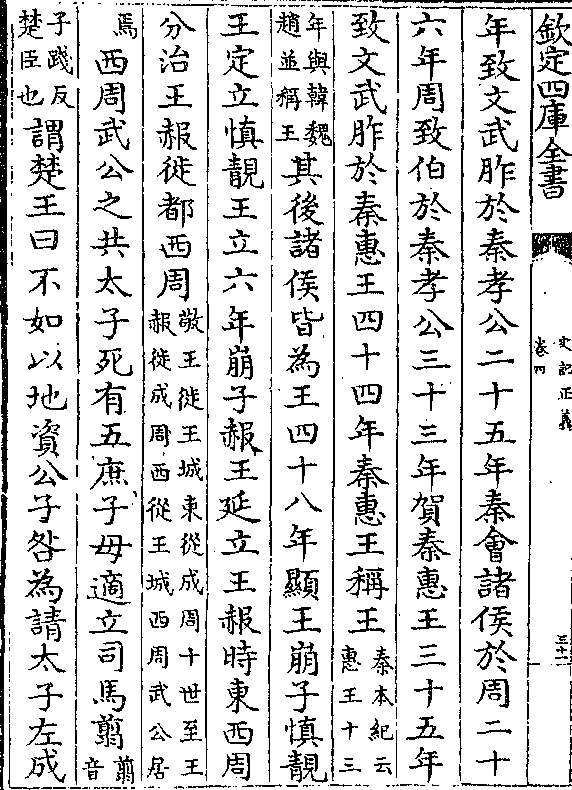 欽定四庫全書
史記正義
卷四
年致文武胙於秦孝公二十五年秦會諸侯於周二十
六年周致伯於秦孝公三十三年賀秦惠王三十五年
致文武胙於秦惠王四十四年秦惠王稱王
秦本紀云
惠王十三
年與韓魏
趙並稱王
其後諸侯皆為王四十八年顯王崩子慎靚
王定立慎靚王立六年崩子赧王延立王赧時東西周
分治王赧徙都西周
敬王徙王城東從成周十世至王
赧徙成周西從王城西周武公居
焉
西周武公之共太子死有五庶子毋適立司馬翦
翦
音
子踐反
楚臣也
謂楚王曰不如以地資公子咎為請太子左成